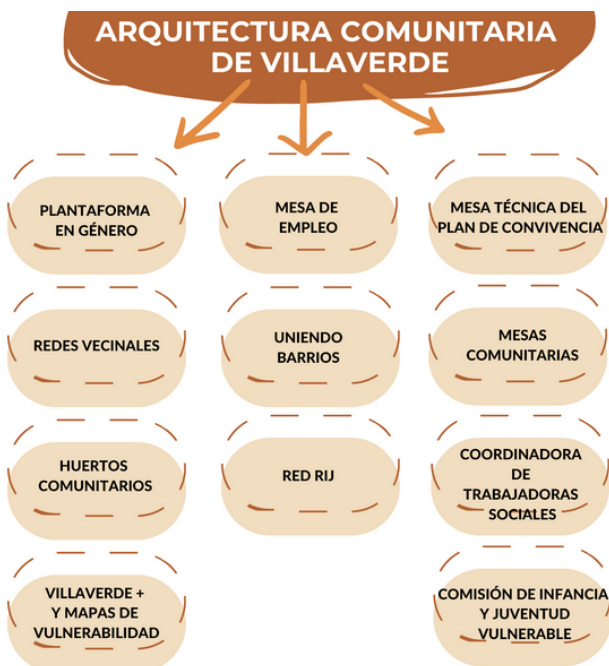 ARQUITECTURA COMUNITARIA
DE VILLAVERDE
PLANTAFORMA
EN GÉNERO
MESA DE
EMPLEO
MESA TÉCNICA DEL
PLAN DE CONVIVENCIA
REDES VECINALES
UNIENDO
BARRIOS
MESAS
COMUNITARIAS
HUERTOS
COMUNITARIOS
RED RIJ
COORDINADORA
DE
TRABAJADORAS
SOCIALES
VILLAVERDE +
Y MAPAS DE
VULNERABILIDAD
COMISIÓN DE INFANCIA
Y JUVENTUD
VULNERABLE